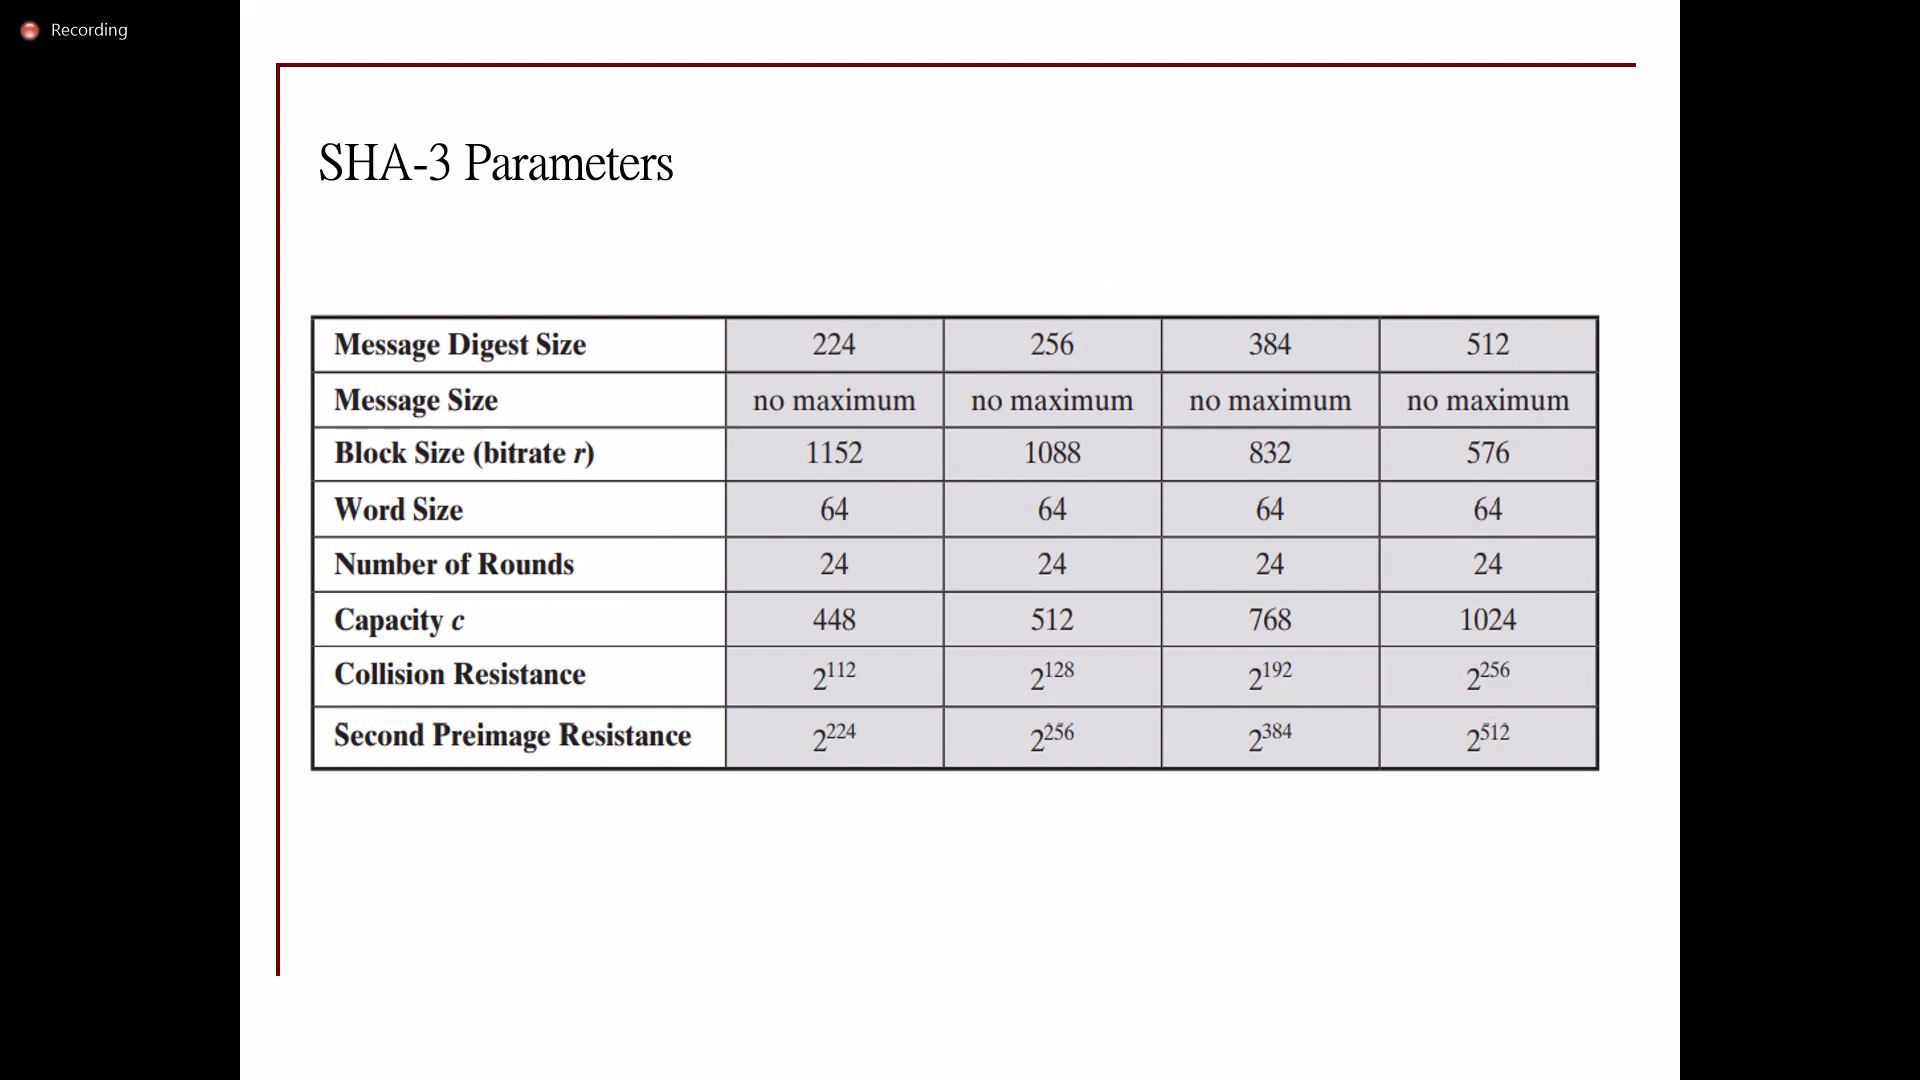 Recording
SHA-3 Parameters
Message Digest Size 224 256 384 512
Message Size no maximum no maximum no maximum no maximum
Block Size (bitrate r) 1152 1088 832 576
Word Size 64 64 64 64
Number of Rounds 24 24 24 24
Capacity c 448 512 768 1024
Collision Resistance 2¹¹² 2¹²⁸ 2¹⁹² 2²⁵⁶
Second Preimage Resistance 2²²⁴ 2²⁵⁶ 2³⁸⁴ 2⁵¹²